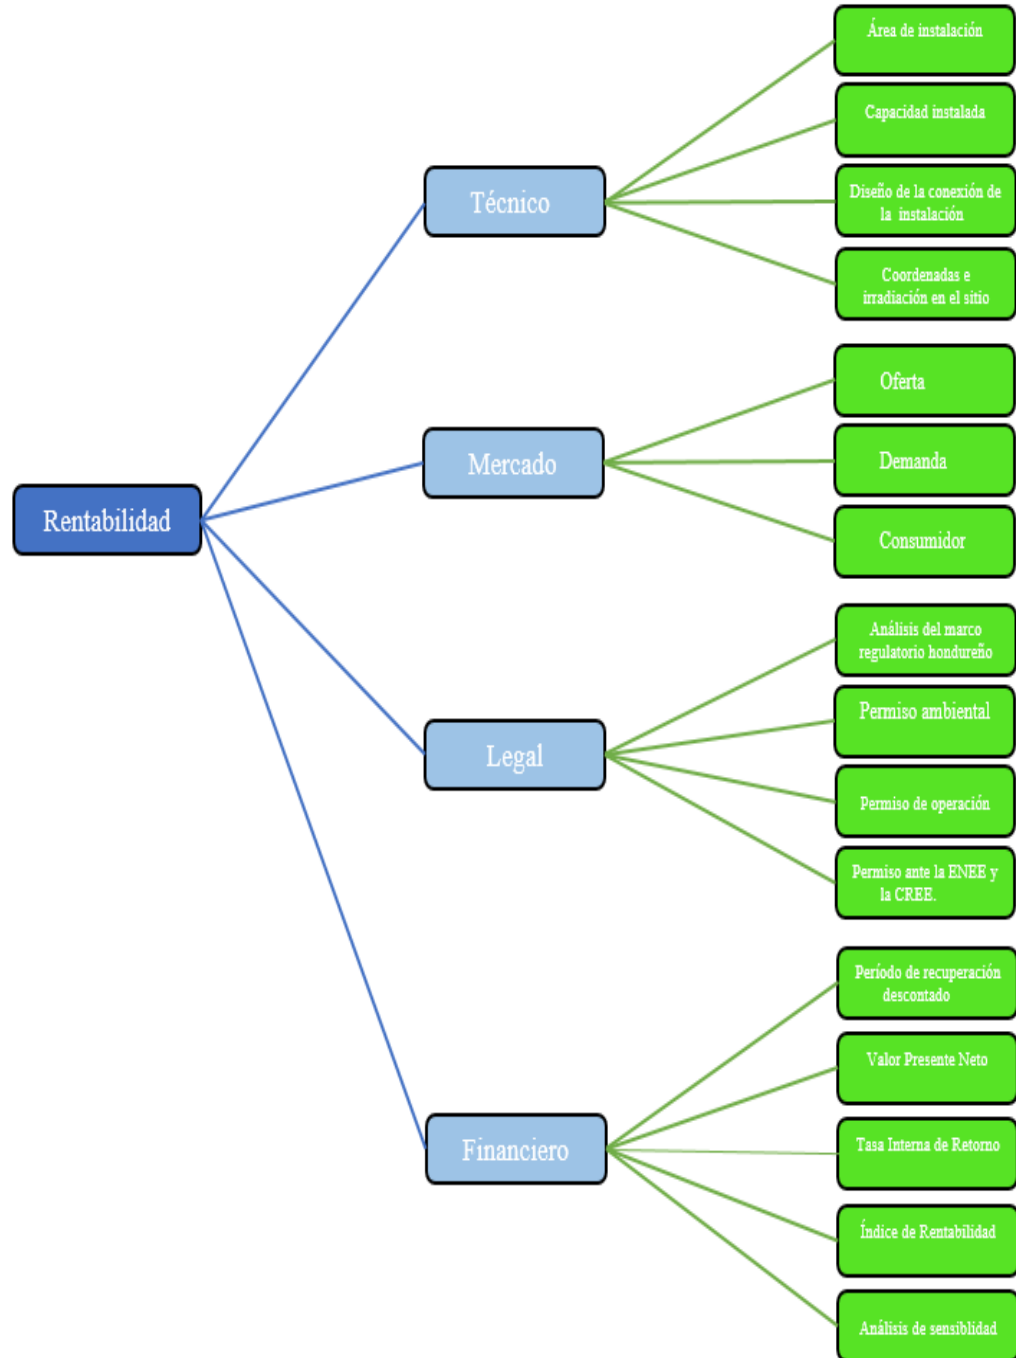 Rentabilidad
Técnico
Área de instalación
Capacidad instalada
Diseño de la conexión de
la instalación
Coordenadas e
irradiación en el sitio
Mercado
Oferta
Demanda
Consumidor
Legal
Análisis del marco
regulatorio hondureño
Permiso ambiental
Permiso de operación
Permiso ante la ENEE y
la CREE.
Financiero
Período de recuperación
descontado
Valor Presente Neto
Tasa Interna de Retorno
Índice de Rentabilidad
Análisis de sensiblidad